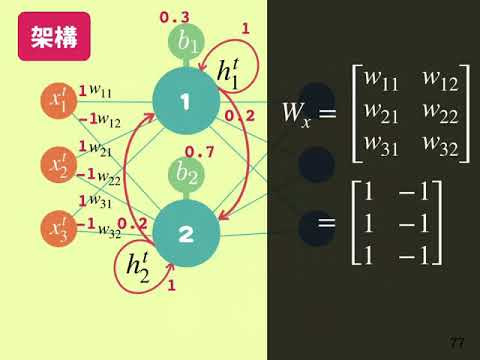 架構
0.3
b₁
1
h₁ᵗ
x₁ᵗ
1 w₁₁
-1 w₁₂
1
0.2
x₂ᵗ
1 w₂₁
-1 w₂₂
b₂
0.7
x₃ᵗ
1 w₃₁
-1 w₃₂
0.2
2
h₂ᵗ
1
Wₓ = [w₁₁ w₁₂
w₂₁ w₂₂
w₃₁ w₃₂]
= [1 −1
1 −1
1 −1]
77